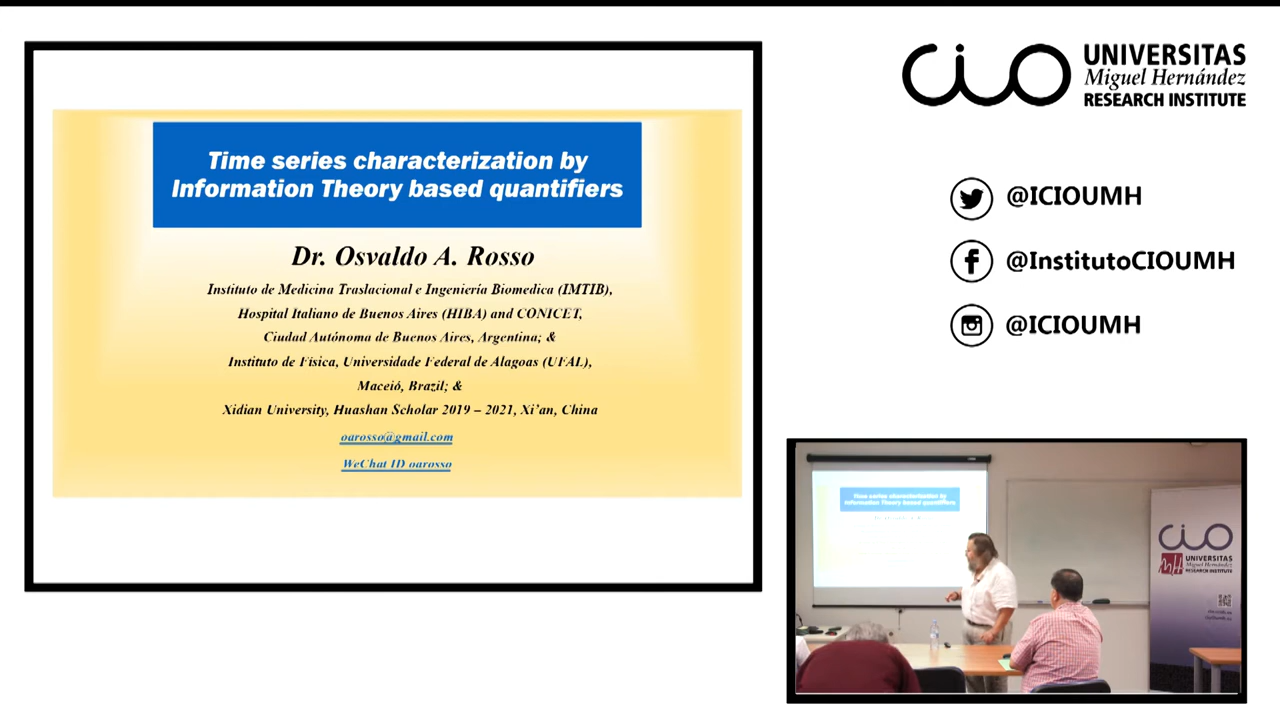 Time series characterization by
Information Theory based quantifiers
Dr. Osvaldo A. Rosso
Instituto de Medicina Traslacional e Ingeniería Biomedica (IMTIB),
Hospital Italiano de Buenos Aires (HIBA) and CONICET,
Ciudad Autónoma de Buenos Aires, Argentina; &
Instituto de Física, Universidade Federal de Alagoas (UFAL),
Maceió, Brazil; &
Xidian University, Huashan Scholar 2019 – 2021, Xi'an, China
oarosso@gmail.com
WeChat ID oarosso
cio
UNIVERSITAS
Miguel Hernández
RESEARCH INSTITUTE
@ICIOUMH
@InstitutoCIOUMH
@ICIOUMH
Time series characterization by
Information Theory based quantifiers
cio
UNIVERSITAS
Miguel Hernández
RESEARCH INSTITUTE